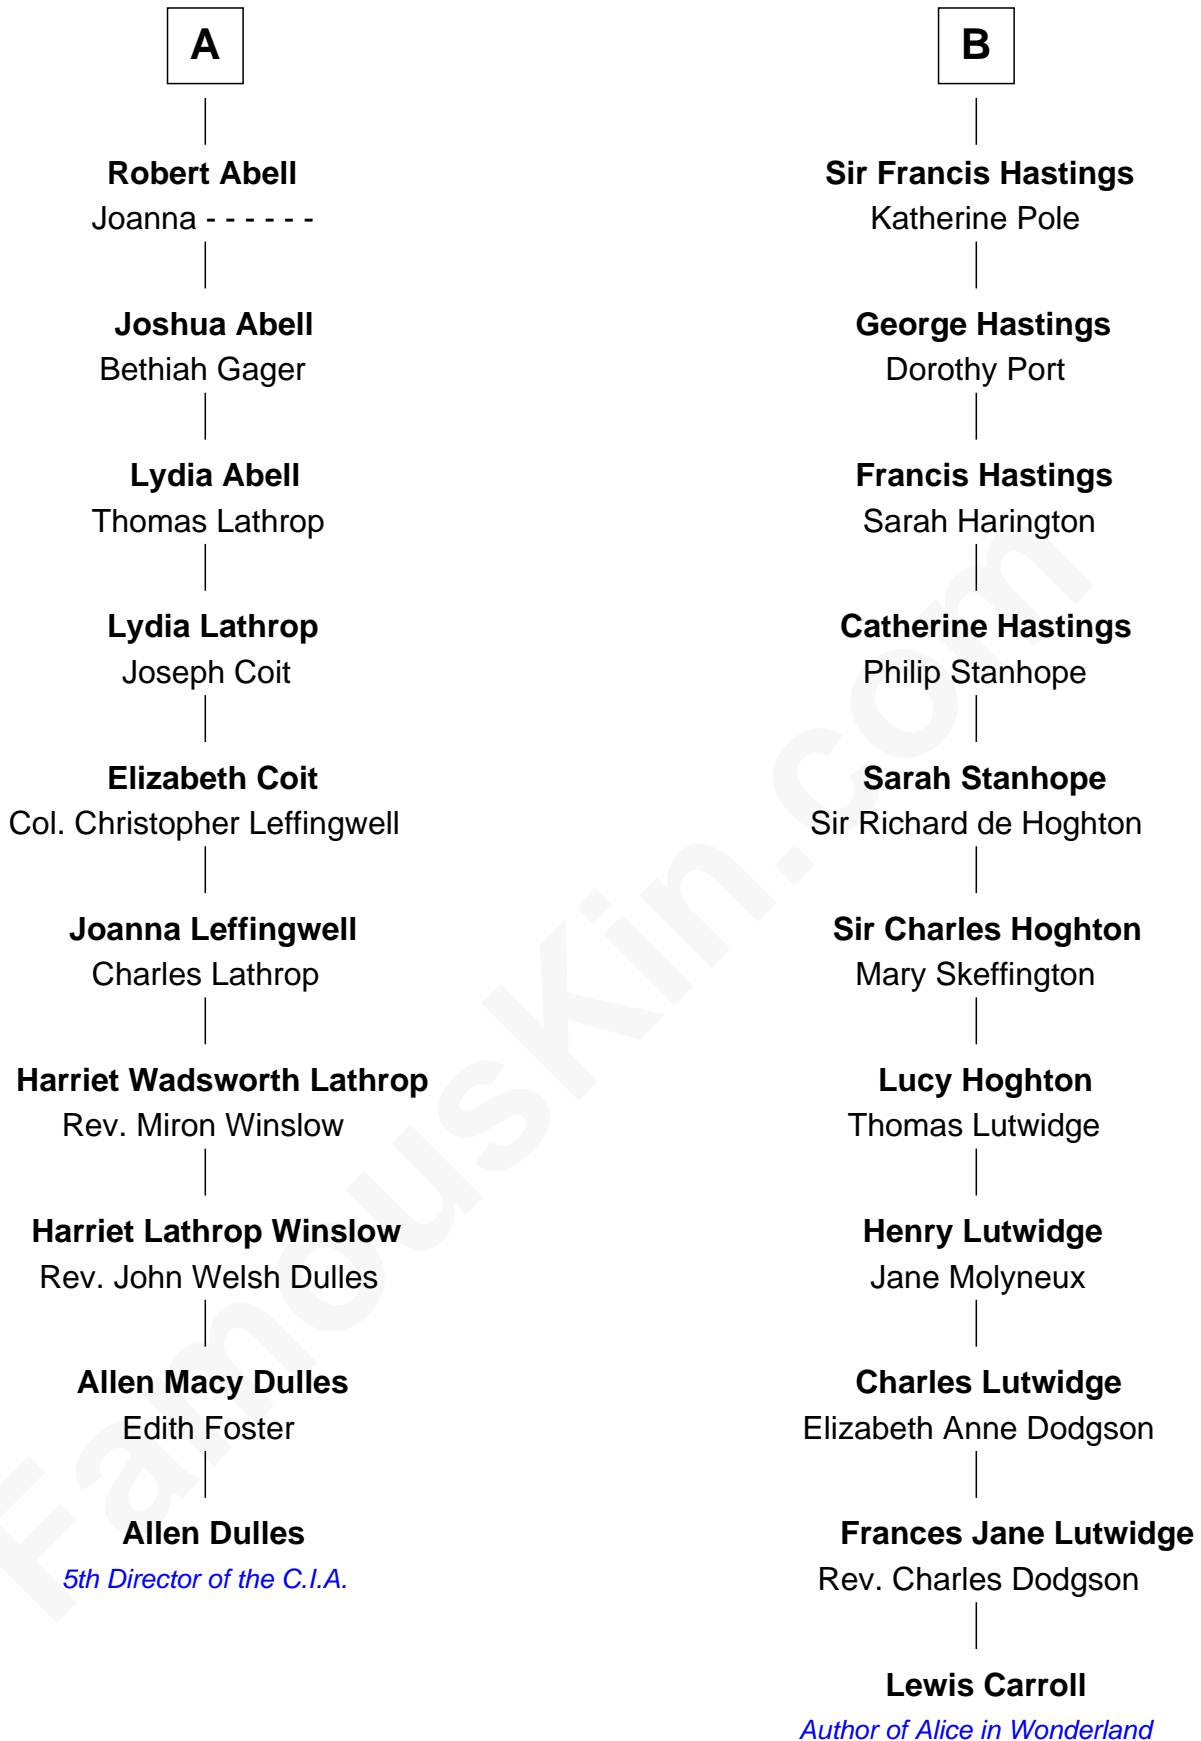 A
Robert Abell
Joanna - - - - - -
Joshua Abell
Bethiah Gager
Lydia Abell
Thomas Lathrop
Lydia Lathrop
Joseph Coit
Elizabeth Coit
Col. Christopher Leffingwell
Joanna Leffingwell
Charles Lathrop
Harriet Wadsworth Lathrop
Rev. Miron Winslow
Harriet Lathrop Winslow
Rev. John Welsh Dulles
Allen Macy Dulles
Edith Foster
Allen Dulles
5th Director of the C.I.A.
B
Sir Francis Hastings
Katherine Pole
George Hastings
Dorothy Port
Francis Hastings
Sarah Harington
Catherine Hastings
Philip Stanhope
Sarah Stanhope
Sir Richard de Hoghton
Sir Charles Hoghton
Mary Skeffington
Lucy Hoghton
Thomas Lutwidge
Henry Lutwidge
Jane Molyneux
Charles Lutwidge
Elizabeth Anne Dodgson
Frances Jane Lutwidge
Rev. Charles Dodgson
Lewis Carroll
Author of Alice in Wonderland
FamousKin.com